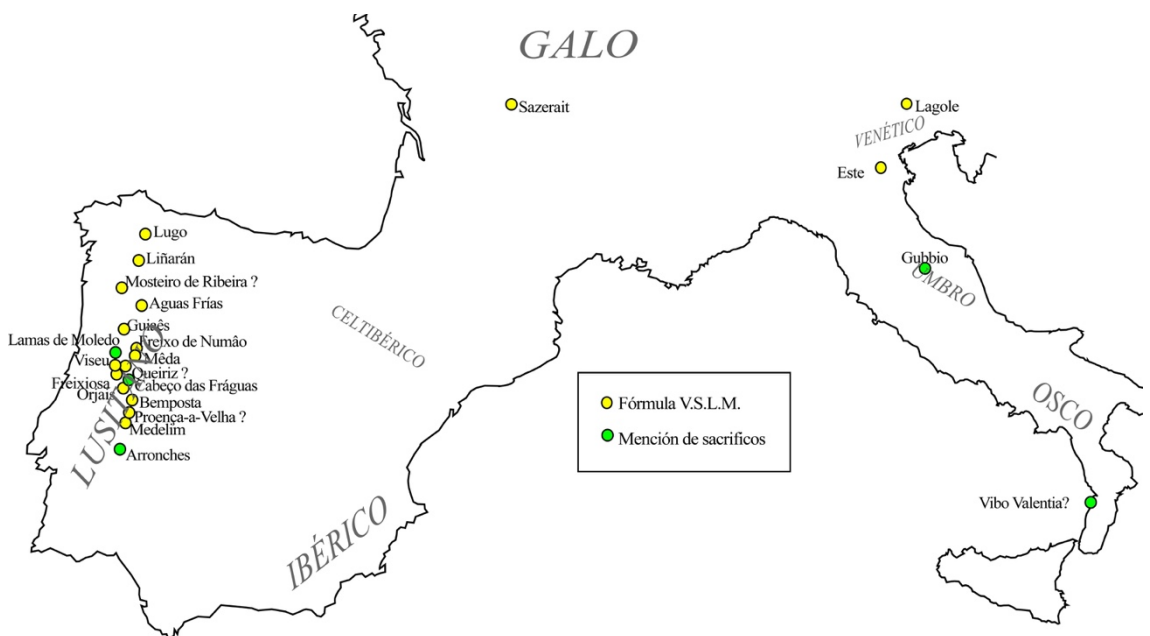 GALO
Sazerait
Lagole
VENÉTICO
Este
Lugo
Liñarán
Gubbio
UMBRO
Mosteiro de Ribeira ?
Aguas Frías
CELTIBÉRICO
Guiaês
Lamas de Moledo
Freixo de Numâo
Mêda
Viseu
Queiriz ?
Freixiosa
Cabeço das Fráguas
Orjais
Bemposta
Proença-a-Velha ?
Medelim
LUSITANO
Arronches
OSCO
Fórmula V.S.L.M.
Mención de sacrificos
IBÉRICO
Vibo Valentia?